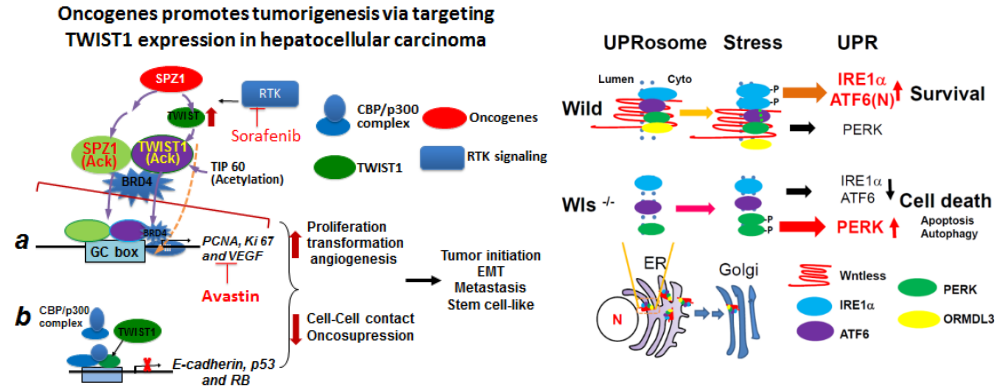 Oncogenes promotes tumorigenesis via targeting
TWIST1 expression in hepatocellular carcinoma
SPZ1
TWIST
RTK
Sorafenib
SPZ1
(Ack)
TWIST1
(Ack)
BRD4
TIP 60
(Acetylation)
CBP/p300
complex
Oncogenes
TWIST1
RTK signaling
a
GC box
BRD4
PCNA, Ki 67
and VEGF
Avastin
Proliferation
transformation
angiogenesis
Cell-Cell contact
Oncosupression
Tumor initiation
EMT
Metastasis
Stem cell-like
b
CBP/p300
complex
TWIST1
X
E-cadherin, p53
and RB
UPRosome
Stress
UPR
Lumen
Cyto
Wild
P
P
IRE1α
ATF6(N)
Survival
PERK
Wls -/-
P
P
IRE1α
ATF6
PERK
Cell death
Apoptosis
Autophagy
ER
Golgi
N
Wntless
IRE1α
ATF6
PERK
ORMDL3